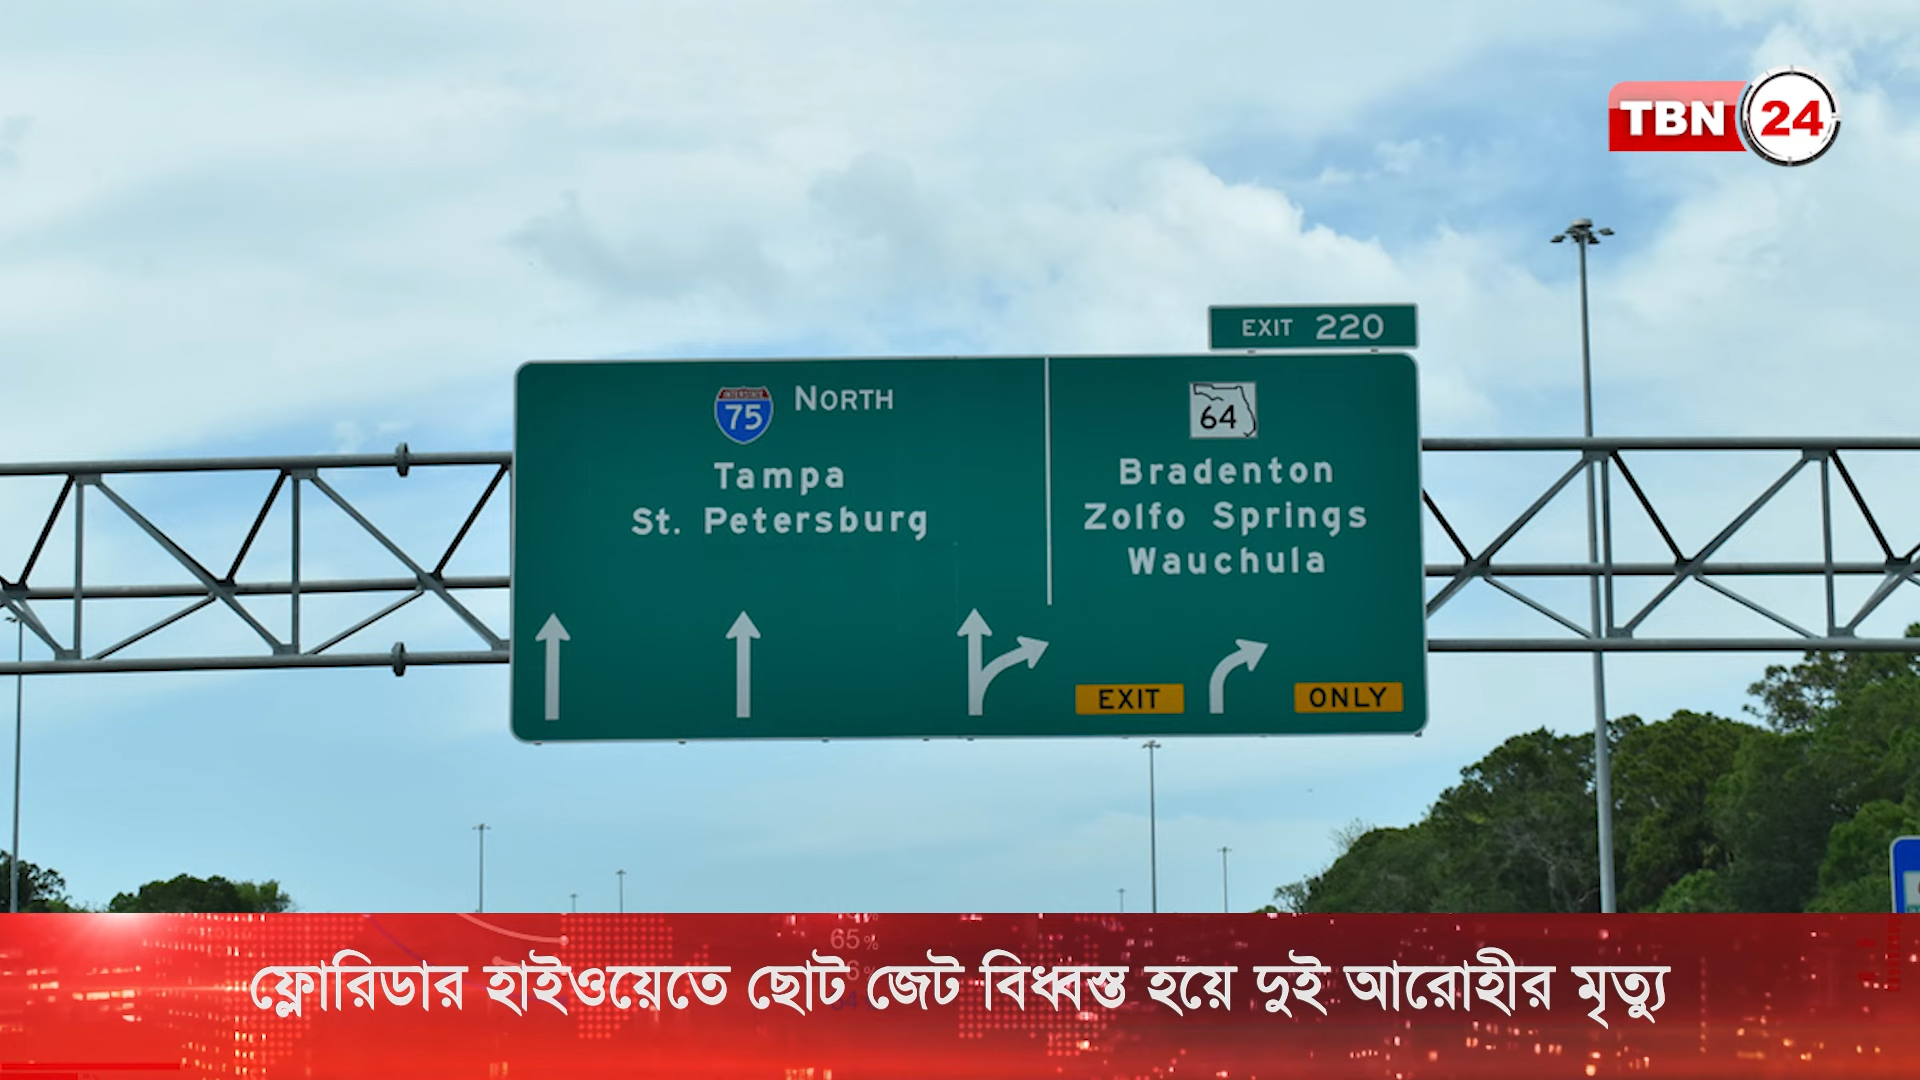 TBN 24
EXIT 220
75 NORTH
Tampa
St. Petersburg
64
Bradenton
Zolfo Springs
Wauchula
EXIT ONLY
65%
ফ্লোরিডার হাইওয়েতে ছোট জেট বিধ্বস্ত হয়ে দুই আরোহীর মৃত্যু